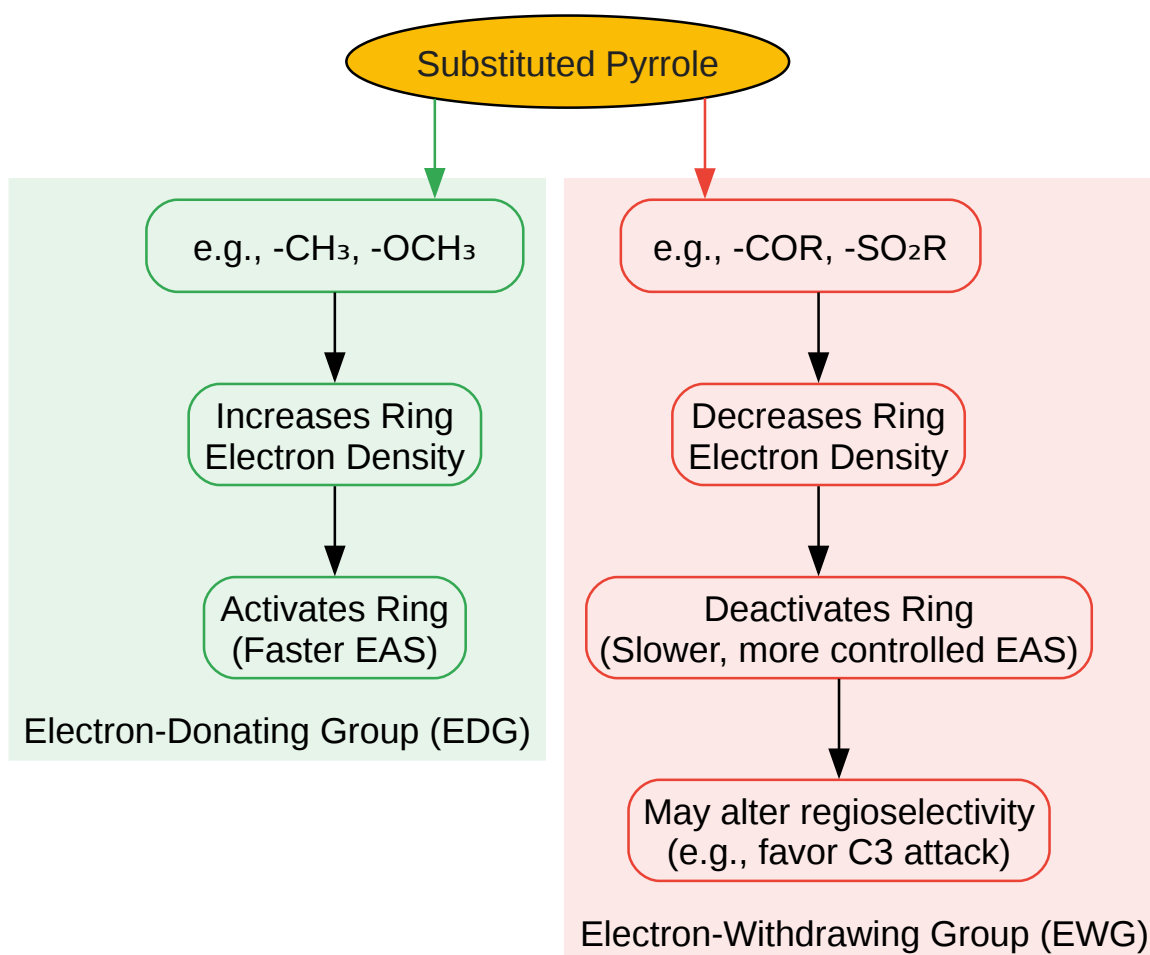 Substituted Pyrrole
e.g., -CH₃, -OCH₃
Increases Ring
Electron Density
Activates Ring
(Faster EAS)
Electron-Donating Group (EDG)
e.g., -COR, -SO₂R
Decreases Ring
Electron Density
Deactivates Ring
(Slower, more controlled EAS)
May alter regioselectivity
(e.g., favor C3 attack)
Electron-Withdrawing Group (EWG)